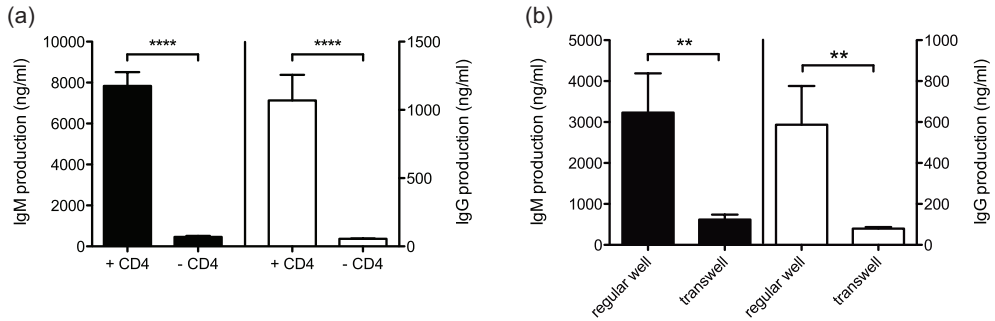 (a)
IgM production (ng/ml)
10000
8000
6000
4000
2000
0
****
****
1500
1000
500
0
IgG production (ng/ml)
+ CD4
- CD4
+ CD4
- CD4
(b)
IgM production (ng/ml)
5000
4000
3000
2000
1000
0
**
**
1000
800
600
400
200
0
IgG production (ng/ml)
regular well
transwell
regular well
transwell